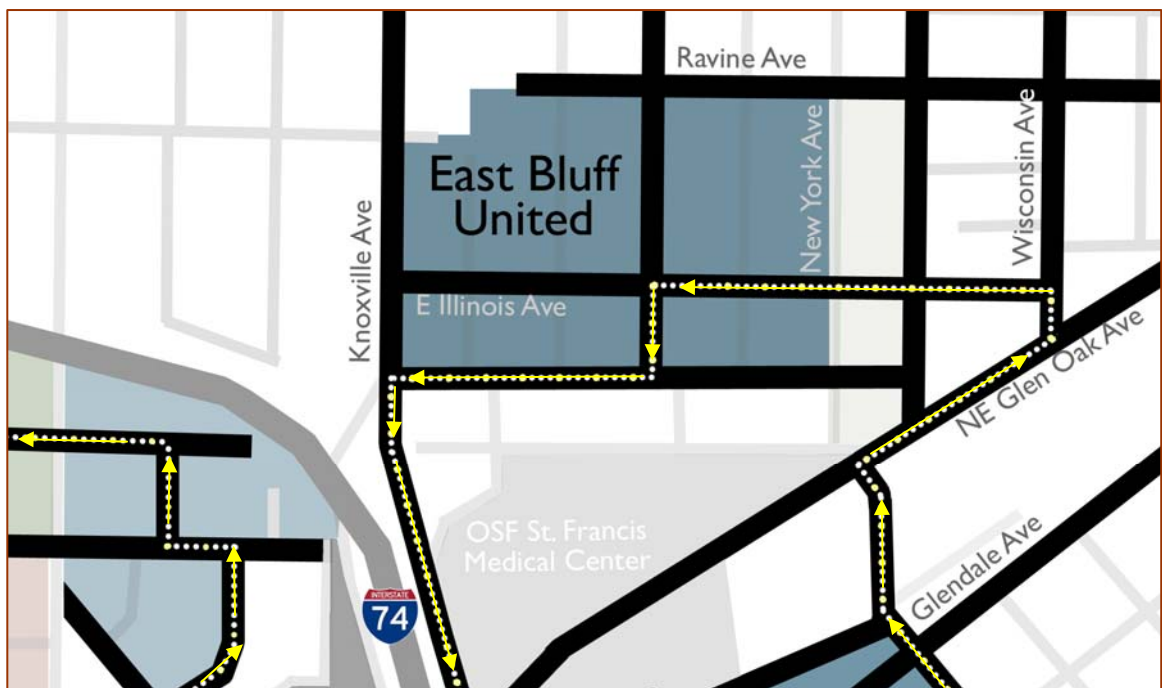 Ravine Ave
East Bluff
United
New York Ave
Wisconsin Ave
Knoxville Ave
E Illinois Ave
NE Glen Oak Ave
OSF St. Francis
Medical Center
Glendale Ave
INTERSTATE
74